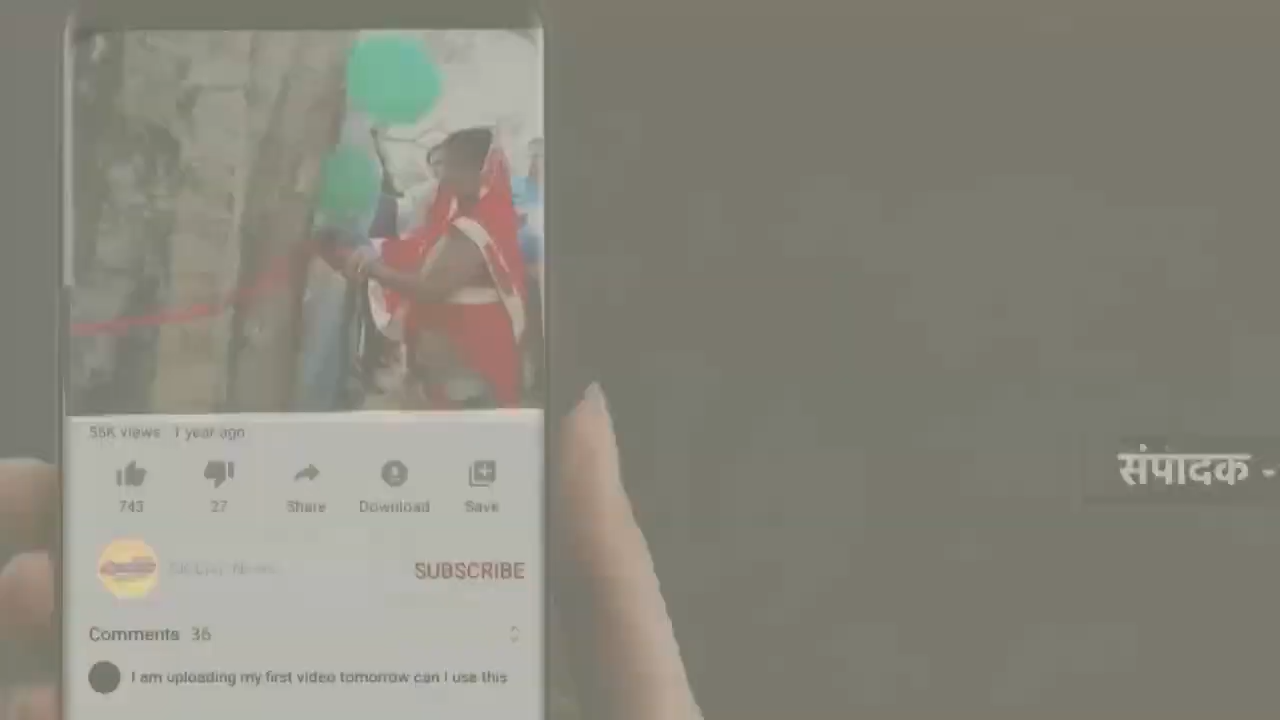 55K views 1 year ago
743
27
Share
Download
Save
SUBSCRIBE
Comments 36
I am uploading my first video tomorrow can I use this
संपादक -